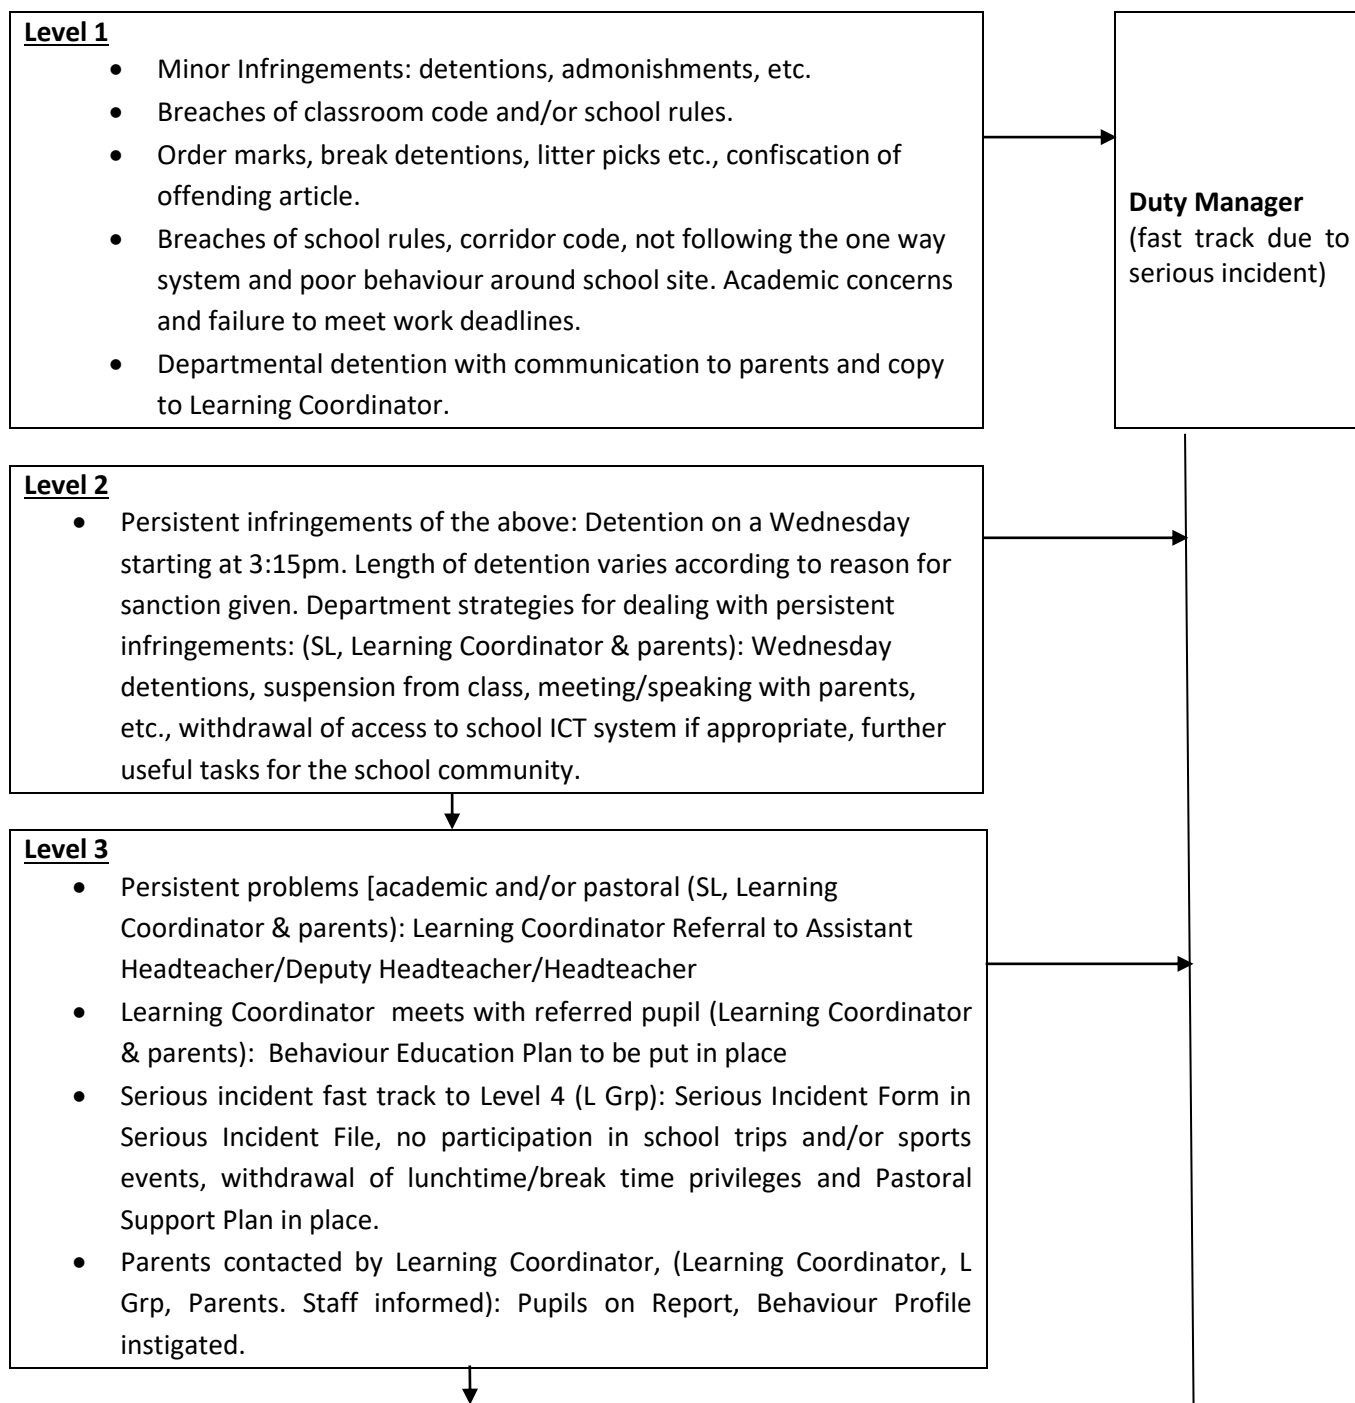 Level 1
• Minor Infringements: detentions, admonishments, etc.
• Breaches of classroom code and/or school rules.
• Order marks, break detentions, litter picks etc., confiscation of
offending article.
• Breaches of school rules, corridor code, not following the one way
system and poor behaviour around school site. Academic concerns
and failure to meet work deadlines.
• Departmental detention with communication to parents and copy
to Learning Coordinator.
Duty Manager
(fast track due to
serious incident)
Level 2
• Persistent infringements of the above: Detention on a Wednesday
starting at 3:15pm. Length of detention varies according to reason for
sanction given. Department strategies for dealing with persistent
infringements: (SL, Learning Coordinator & parents): Wednesday
detentions, suspension from class, meeting/speaking with parents,
etc., withdrawal of access to school ICT system if appropriate, further
useful tasks for the school community.
Level 3
• Persistent problems [academic and/or pastoral (SL, Learning
Coordinator & parents): Learning Coordinator Referral to Assistant
Headteacher/Deputy Headteacher/Headteacher
• Learning Coordinator meets with referred pupil (Learning Coordinator
& parents): Behaviour Education Plan to be put in place
• Serious incident fast track to Level 4 (L Grp): Serious Incident Form in
Serious Incident File, no participation in school trips and/or sports
events, withdrawal of lunchtime/break time privileges and Pastoral
Support Plan in place.
• Parents contacted by Learning Coordinator, (Learning Coordinator, L
Grp, Parents. Staff informed): Pupils on Report, Behaviour Profile
instigated.